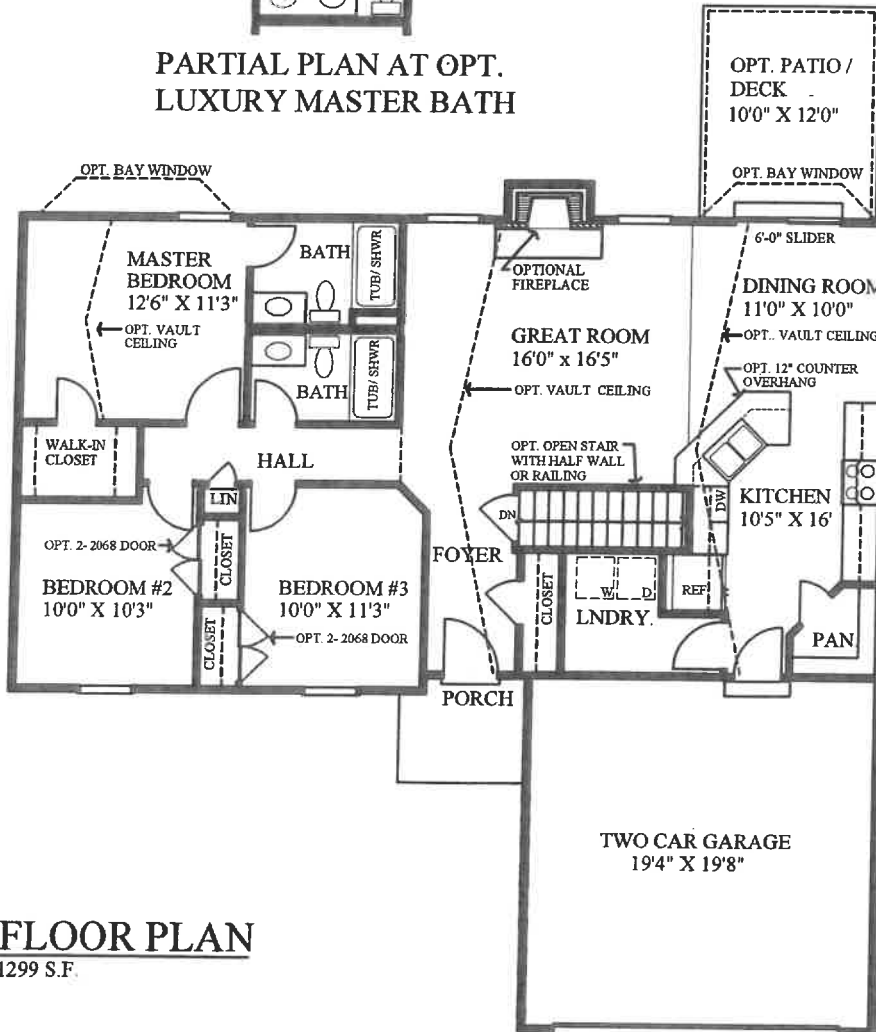 PARTIAL PLAN AT OPT.
LUXURY MASTER BATH
OPT. PATIO /
DECK
10'0" X 12'0"
OPT. BAY WINDOW
OPT. BAY WINDOW
MASTER
BEDROOM
12'6" X 11'3"
OPT. VAULT
CEILING
BATH
TUB/ SHWR
BATH
TUB/ SHWR
OPTIONAL
FIREPLACE
GREAT ROOM
16'0" x 16'5"
OPT. VAULT CEILING
6'-0" SLIDER
DINING ROOM
11'0" X 10'0"
OPT.. VAULT CEILING
OPT. 12" COUNTER
OVERHANG
WALK-IN
CLOSET
HALL
LIN
OPT. OPEN STAIR
WITH HALF WALL
OR RAILING
DN
DW
KITCHEN
10'5" X 16'
OPT. 2- 2068 DOOR
CLOSET
BEDROOM #2
10'0" X 10'3"
BEDROOM #3
10'0" X 11'3"
CLOSET
OPT. 2- 2068 DOOR
FOYER
CLOSET
W.
D.
LNDRY.
REF
PAN
PORCH
TWO CAR GARAGE
19'4" X 19'8"
FLOOR PLAN
1299 S.F.